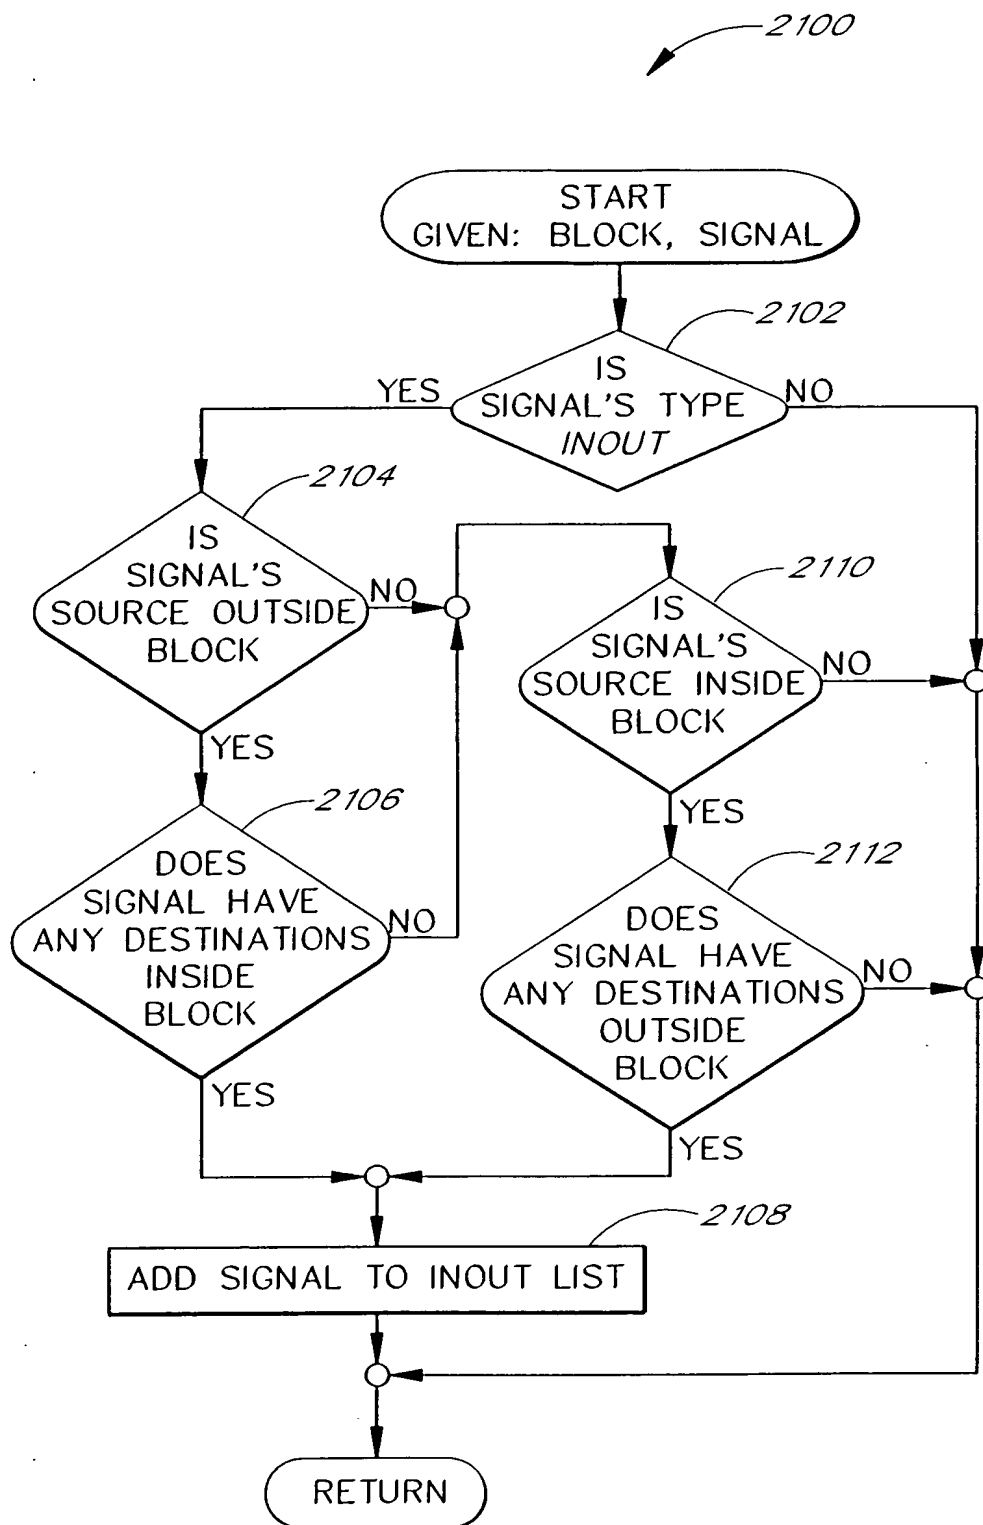 2100
START
GIVEN: BLOCK, SIGNAL
2102
IS
SIGNAL'S TYPE
INOUT
YES
NO
2104
IS
SIGNAL'S
SOURCE OUTSIDE
BLOCK
NO
YES
2110
IS
SIGNAL'S
SOURCE INSIDE
BLOCK
NO
YES
2106
DOES
SIGNAL HAVE
ANY DESTINATIONS
INSIDE
BLOCK
NO
YES
2112
DOES
SIGNAL HAVE
ANY DESTINATIONS
OUTSIDE
BLOCK
NO
YES
2108
ADD SIGNAL TO INOUT LIST
RETURN